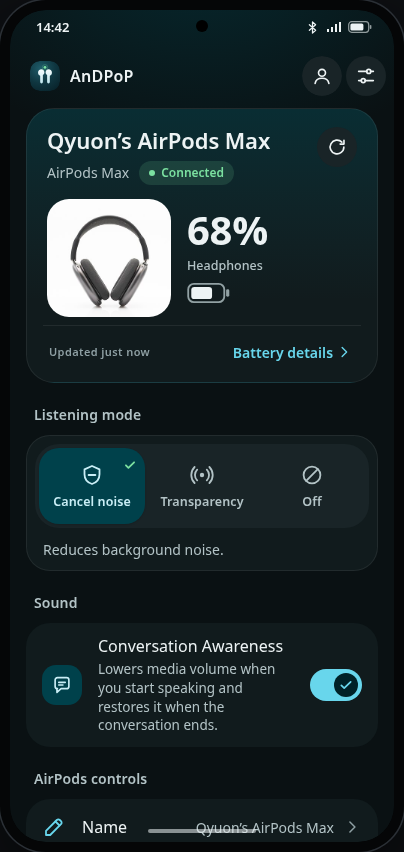 14:42
AnDPoP
Qyuon’s AirPods Max
AirPods Max Connected
68%
Headphones
Updated just now Battery details
Listening mode
Cancel noise Transparency Off
Reduces background noise.
Sound
Conversation Awareness
Lowers media volume when
you start speaking and
restores it when the
conversation ends.
AirPods controls
Name Qyuon’s AirPods Max